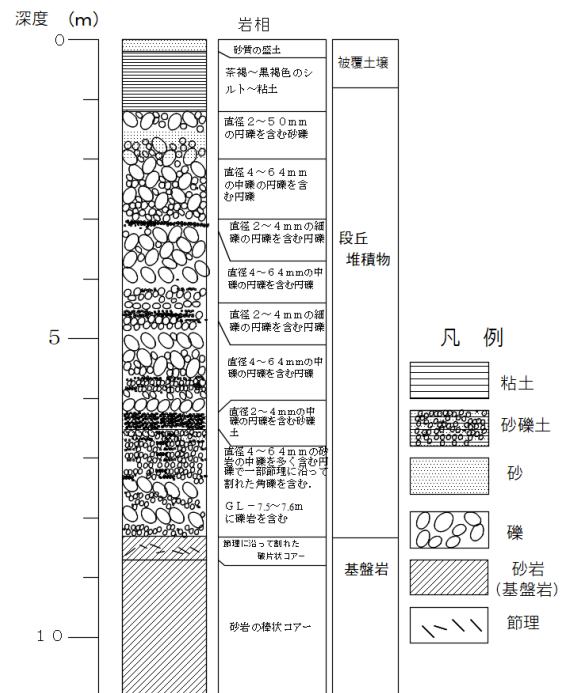 深度 (m)
岩相
0
砂質の盛土
茶褐～黒褐色のシ
ルト～粘土
被覆土壌
直径２～５０mm
の円礫を含む砂礫
直径４～６４mm
の中礫の円礫を含
む円礫
直径２～４mmの細
礫の円礫を含む円礫
段丘
堆積物
直径４～６４mmの中
礫の円礫を含む円礫
直径２～４mmの細
礫の円礫を含む円礫
5
直径４～６４mmの中
礫の円礫を含む円礫
直径２～４mmの中
礫の円礫を含む砂礫
土
直径４～６４mmの砂
岩の中礫を多く含む円
礫で一部節理に沿って
割れた角礫を含む.
ＧＬ－7.5～7.6m
に礫岩を含む
節理に沿って割れた
破片状コアー
基盤岩
砂岩の棒状コアー
10
凡 例
粘土
砂礫土
砂
礫
砂岩
(基盤岩)
節理